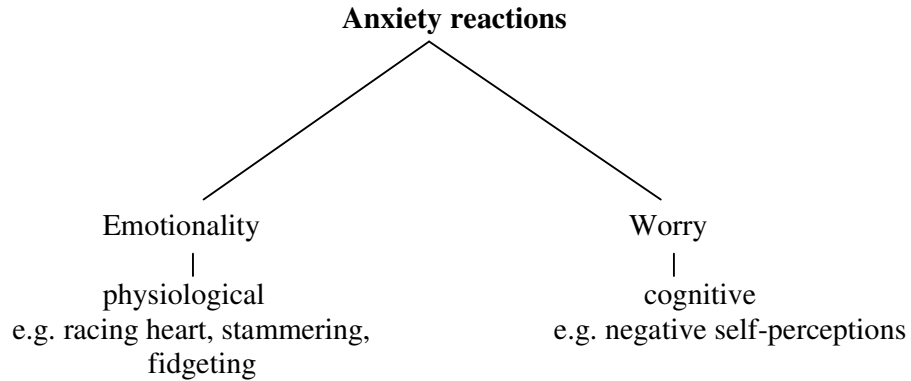 Anxiety reactions
Emotionality
physiological
e.g. racing heart, stammering,
fidgeting
Worry
cognitive
e.g. negative self-perceptions